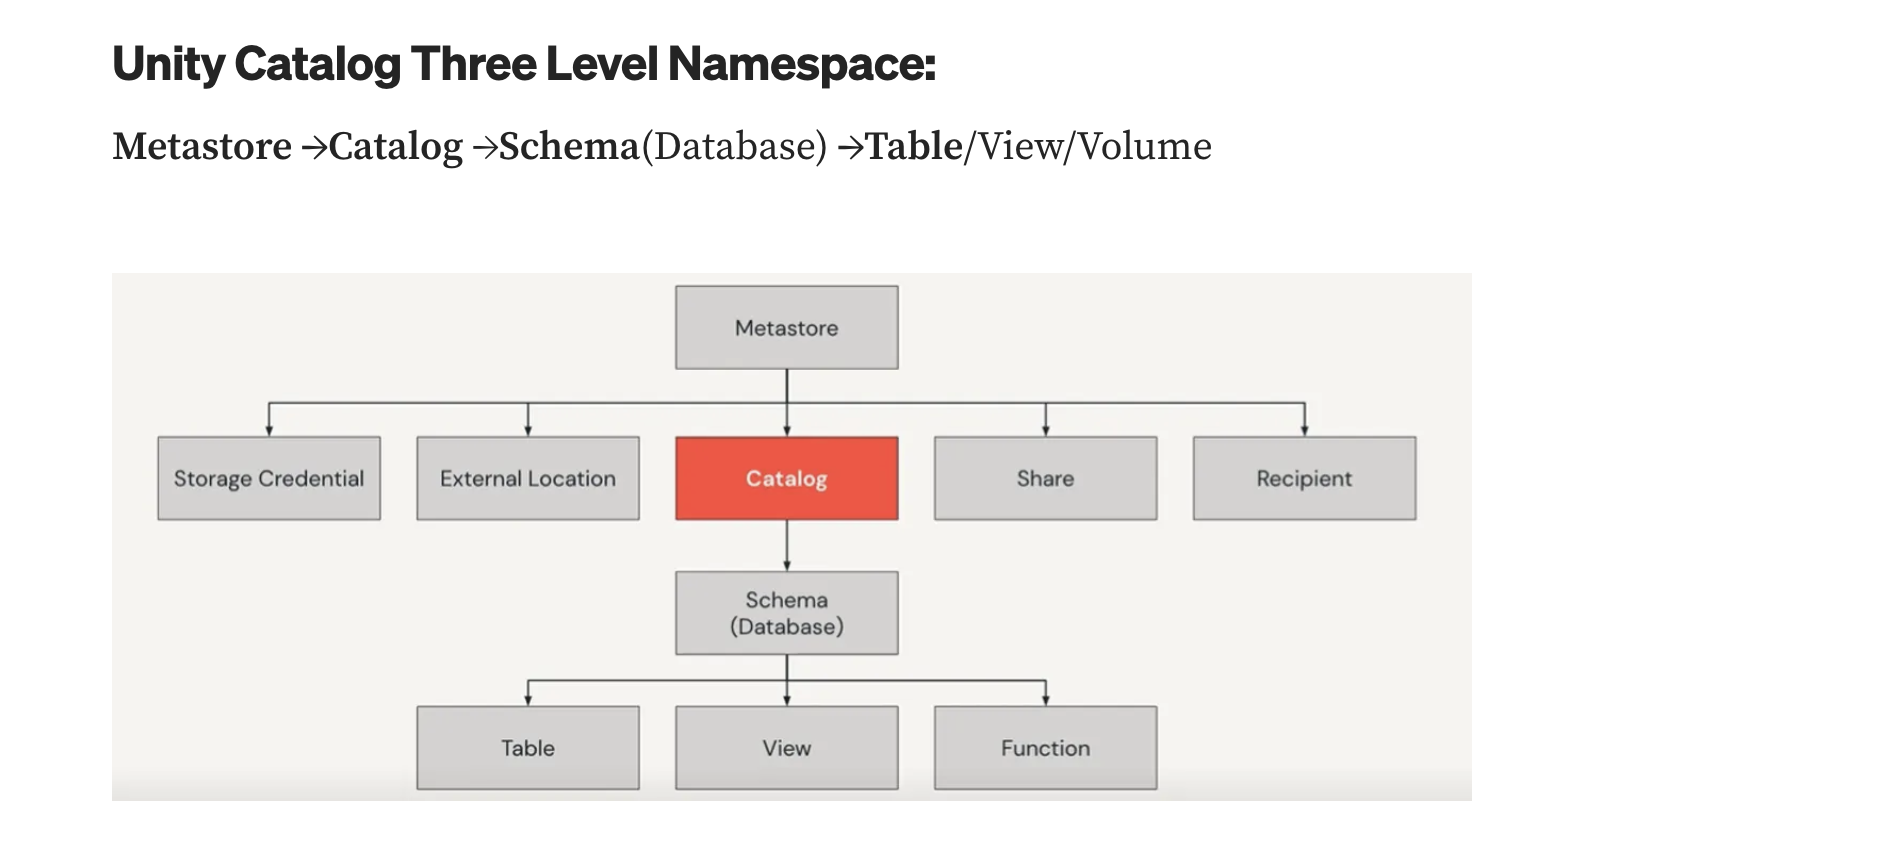 Unity Catalog Three Level Namespace:
Metastore →Catalog →Schema(Database) →Table/View/Volume
Metastore
Storage Credential
External Location
Catalog
Share
Recipient
Schema
(Database)
Table
View
Function